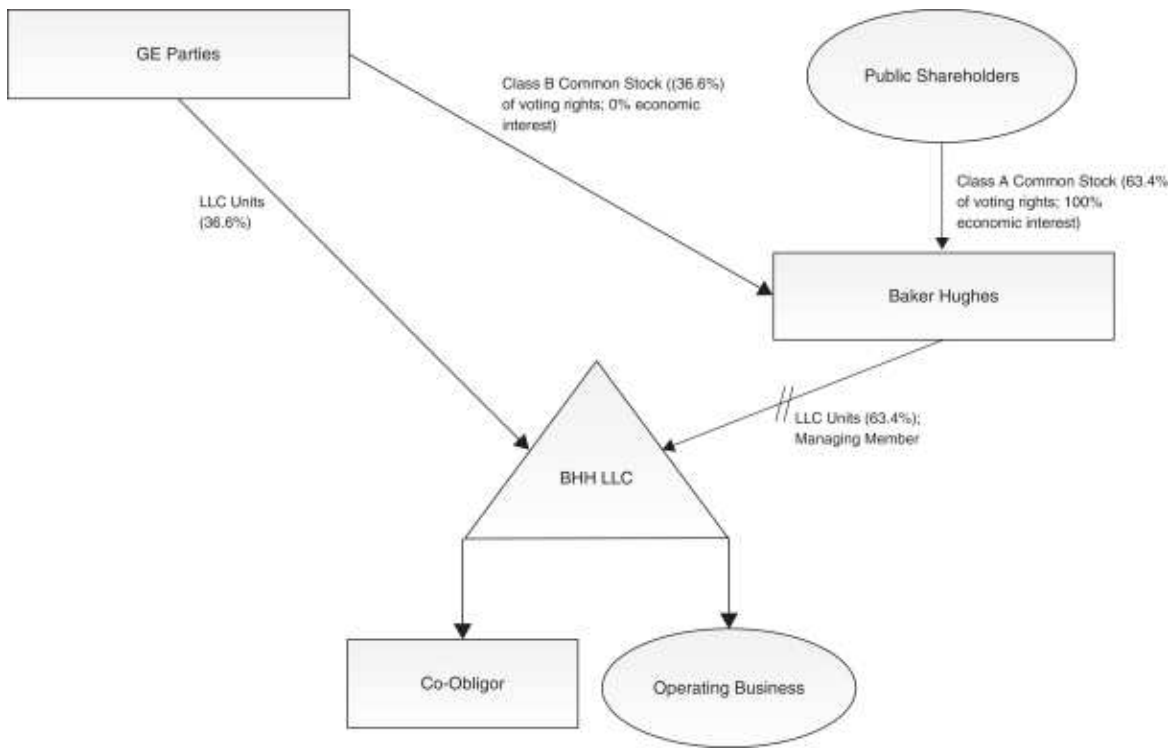 GE Parties
Public Shareholders
Class B Common Stock ((36.6%)
of voting rights; 0% economic
interest)
Class A Common Stock (63.4%
of voting rights; 100%
economic interest)
LLC Units
(36.6%)
Baker Hughes
LLC Units (63.4%);
Managing Member
BHH LLC
Co-Obligor
Operating Business